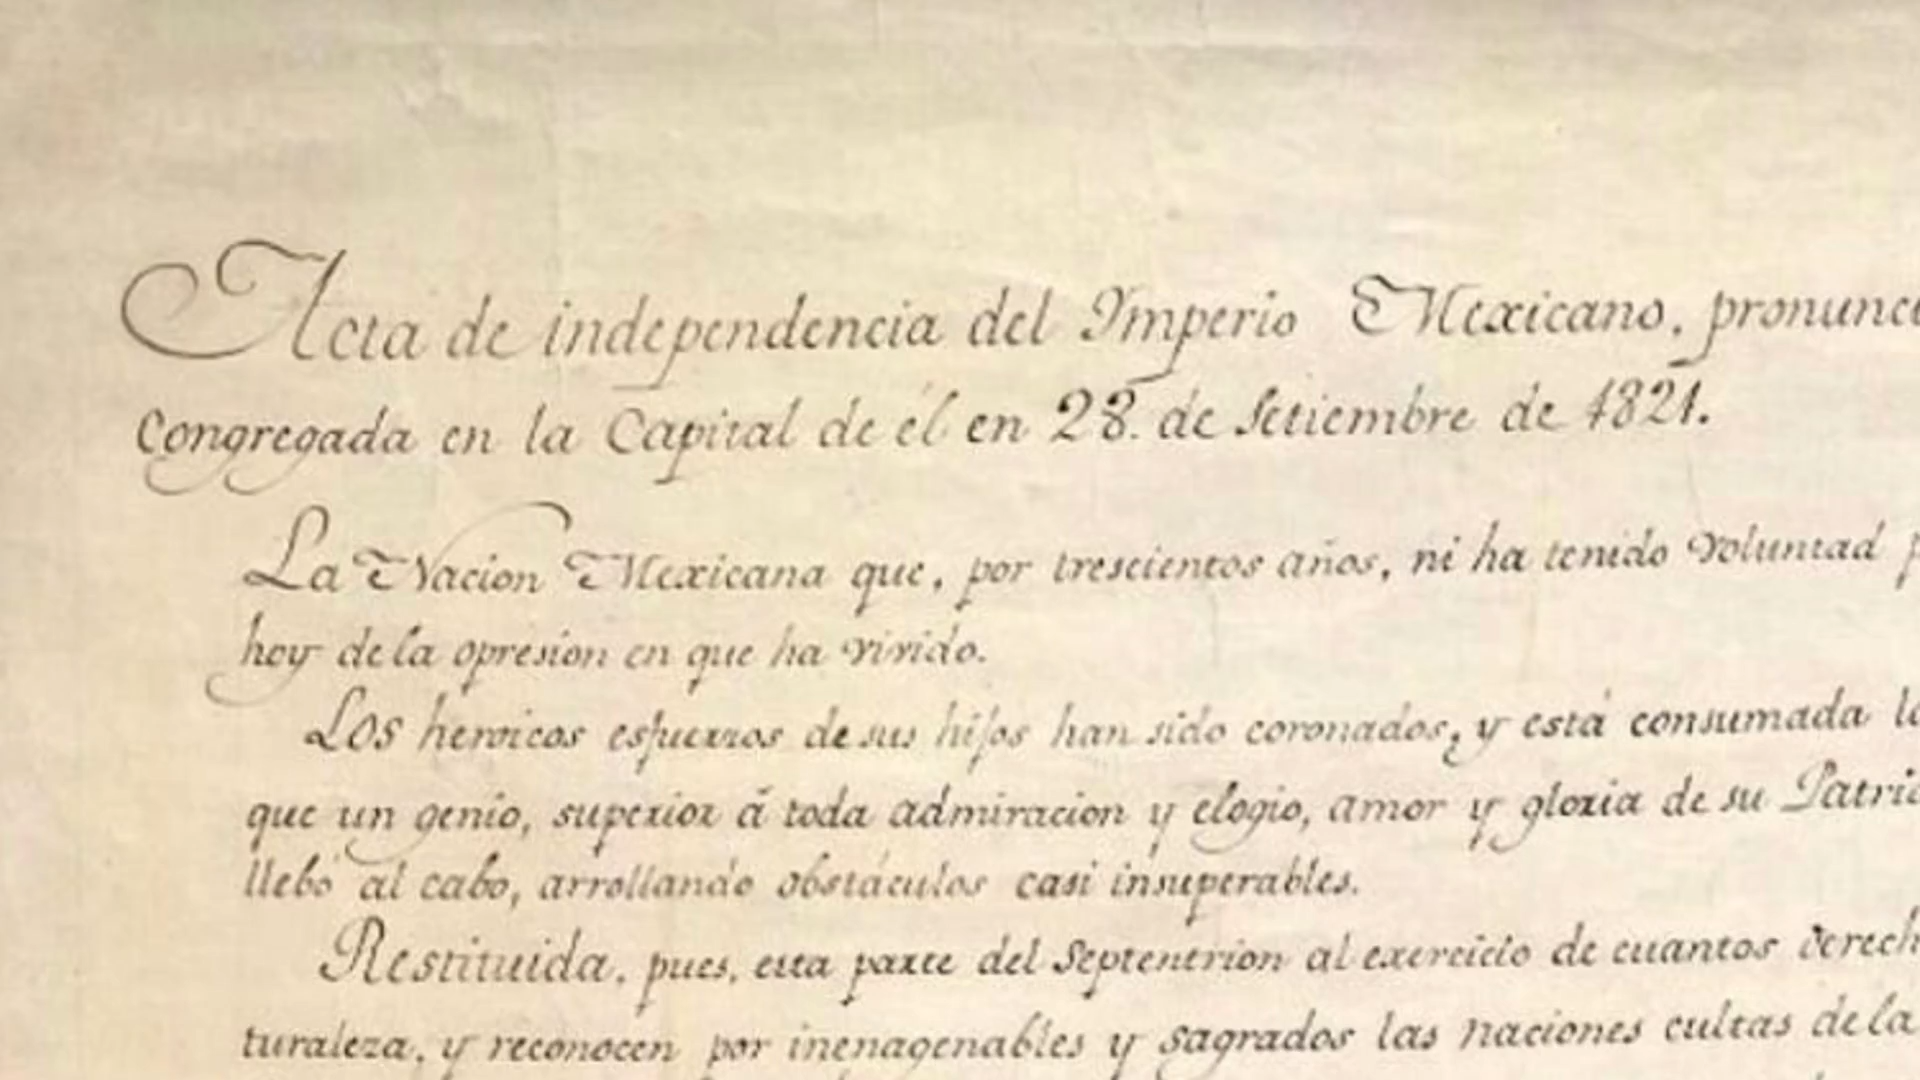 Acta de independencia del Imperio Mexicano, pronunci
Congregada en la Capital de él en 28. de Setiembre de 1821.
La Nacion Mexicana que, por trescientos años, ni ha tenido voluntad p
hoy de la opresion en que ha vivido.
Los heroicos esfuerzos de sus hijos han sido coronados, y está consumada la
que un genio, superior á toda admiracion y elogio, amor y gloria de su Patria
llebó al cabo, arrollando obstáculos casi insuperables.
Restituida, pues, esta parte del Septentrion al exercicio de cuantos derech
turaleza, y reconocen por inenagenables y sagrados las naciones cultas de la